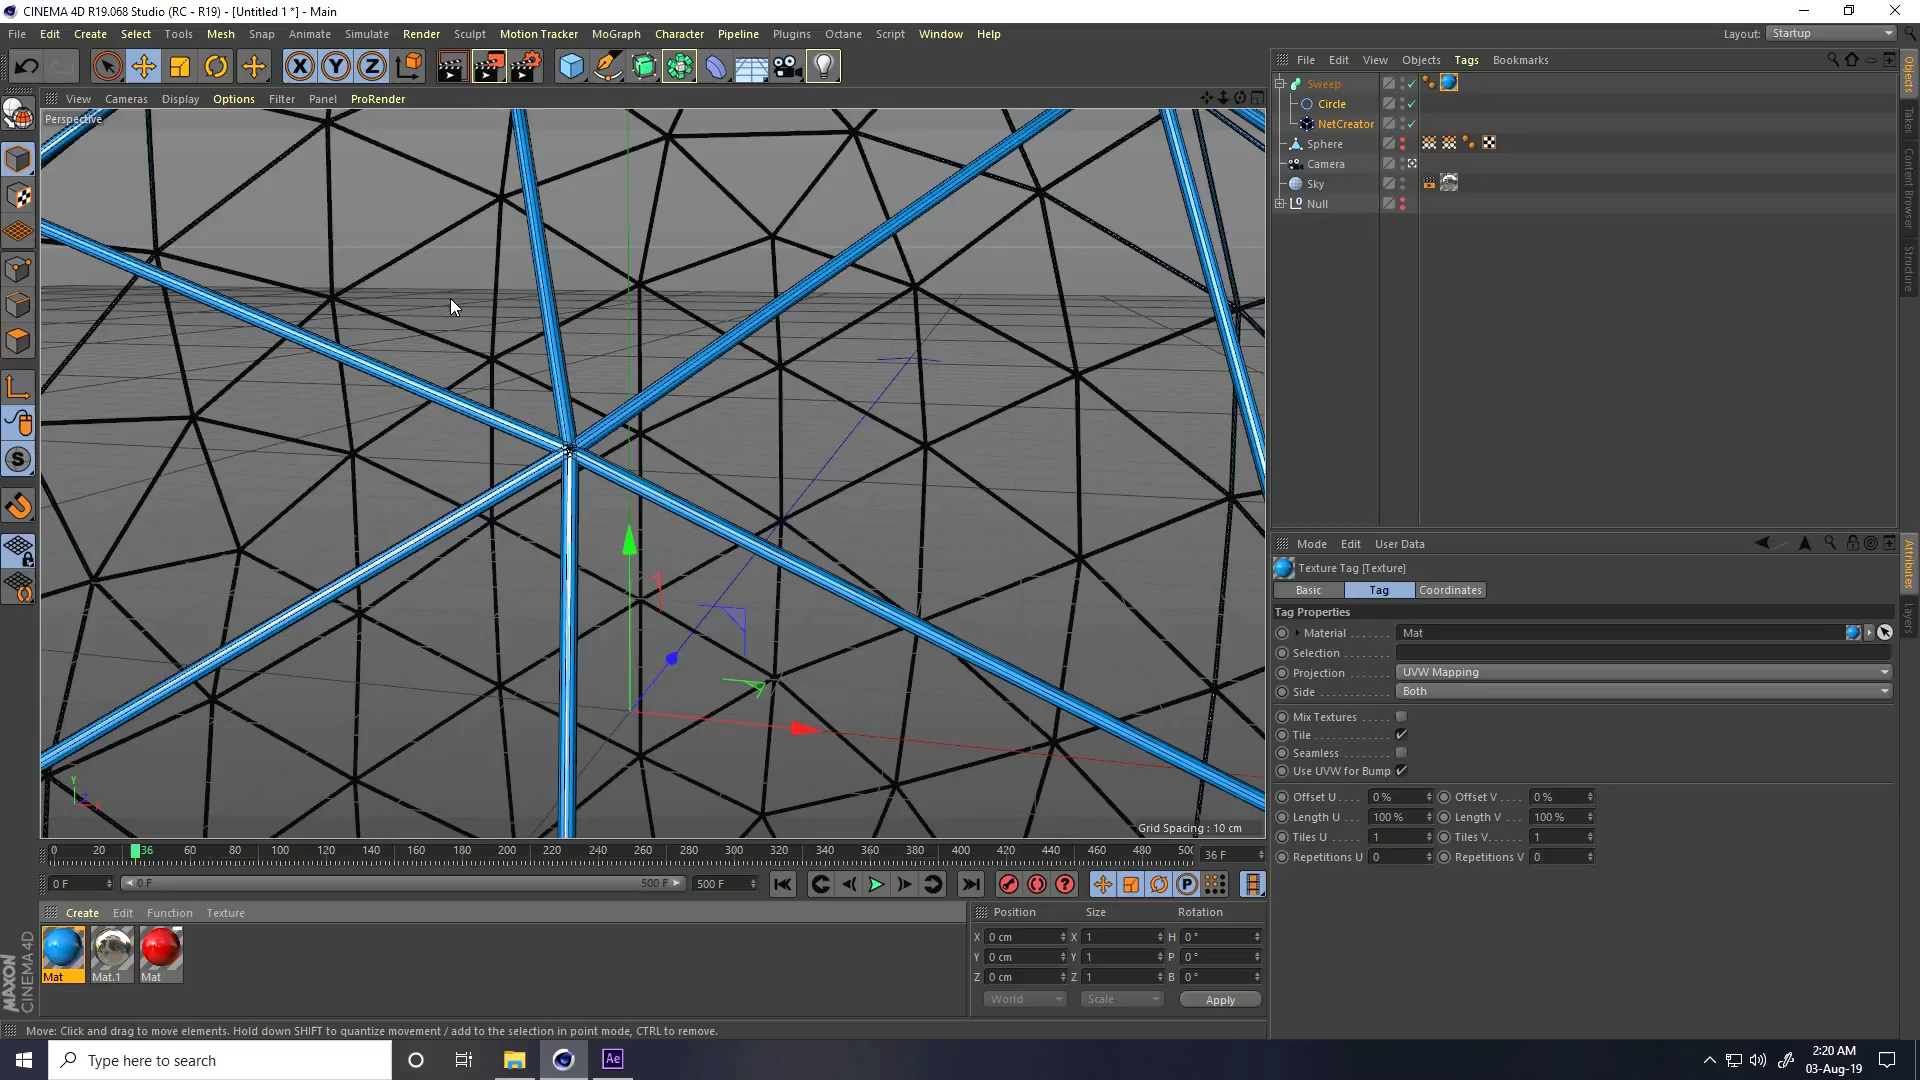 CINEMA 4D R19.068 Studio (RC - R19) - [Untitled 1 *] - Main
File Edit Create Select Tools Mesh Snap Animate Simulate Render Sculpt Motion Tracker MoGraph Character Pipeline Plugins Octane Script Window Help
Layout: Startup
File Edit View Objects Tags Bookmarks
View Cameras Display Options Filter Panel ProRender
Perspective
Sweep
Circle
NetCreator
Sphere
Camera
Sky
Null
Objects
Takes
Content Browser
Structure
Mode Edit User Data
Texture Tag [Texture]
Basic Tag Coordinates
Tag Properties
Material ....... Mat
Selection ........
Projection ....... UVW Mapping
Side ............ Both
Mix Textures
Tile ............
Seamless ........
Use UVW for Bump
Offset U .... 0 % Offset V .... 0 %
Length U ... 100 % Length V ... 100 %
Tiles U ..... 1 Tiles V..... 1
Repetitions U 0 Repetitions V 0
Attributes
Layers
Grid Spacing : 10 cm
0 20 36 60 80 100 120 140 160 180 200 220 240 260 280 300 320 340 360 380 400 420 440 460 480 500 36 F
0 F 0 F 500 F 500 F
Create Edit Function Texture
Mat Mat.1 Mat
Position Size Rotation
X 0 cm X 1 H 0 °
Y 0 cm Y 1 P 0 °
Z 0 cm Z 1 B 0 °
World Scale Apply
MAXON
CINEMA 4D
Move: Click and drag to move elements. Hold down SHIFT to quantize movement / add to the selection in point mode, CTRL to remove.
Type here to search
Ae
2:20 AM
03-Aug-19